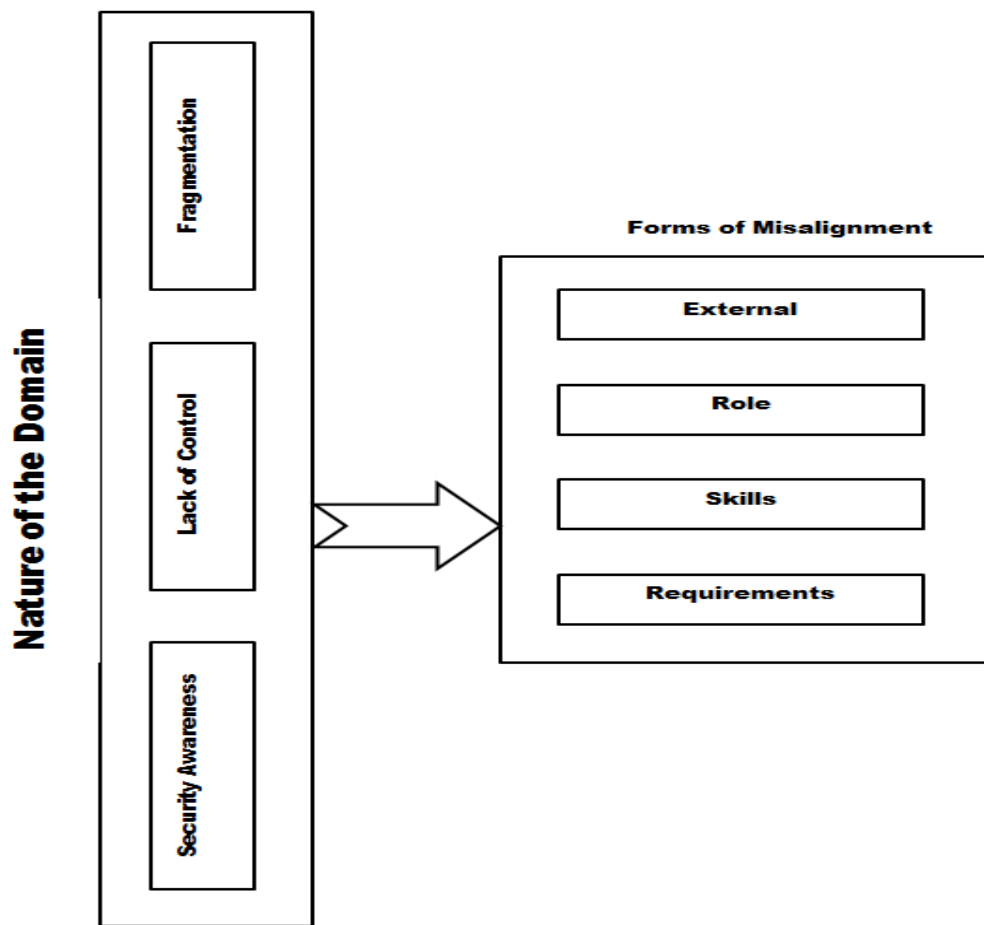 Nature of the Domain
Fragmentation
Lack of Control
Security Awareness
Forms of Misalignment
External
Role
Skills
Requirements